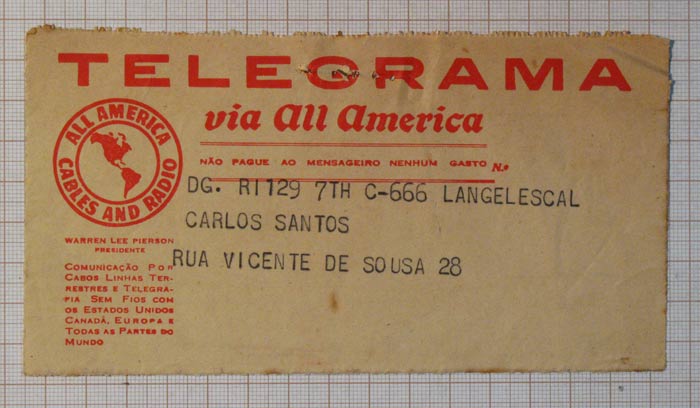 TELEGRAMA
via All America
ALL AMERICA
CABLES AND RADIO
NÃO PAGUE AO MENSAGEIRO NENHUM GASTO N.º
DG. RI129 7TH C-666 LANGELESCAL
CARLOS SANTOS
RUA VICENTE DE SOUSA 28
WARREN LEE PIERSON
PRESIDENTE
COMUNICAÇÃO POR
CABOS LINHAS TER-
RESTRES E TELEGRA-
FIA SEM FIOS COM
OS ESTADOS UNIDOS
CANADÁ, EUROPA E
TODAS AS PARTES DO
MUNDO